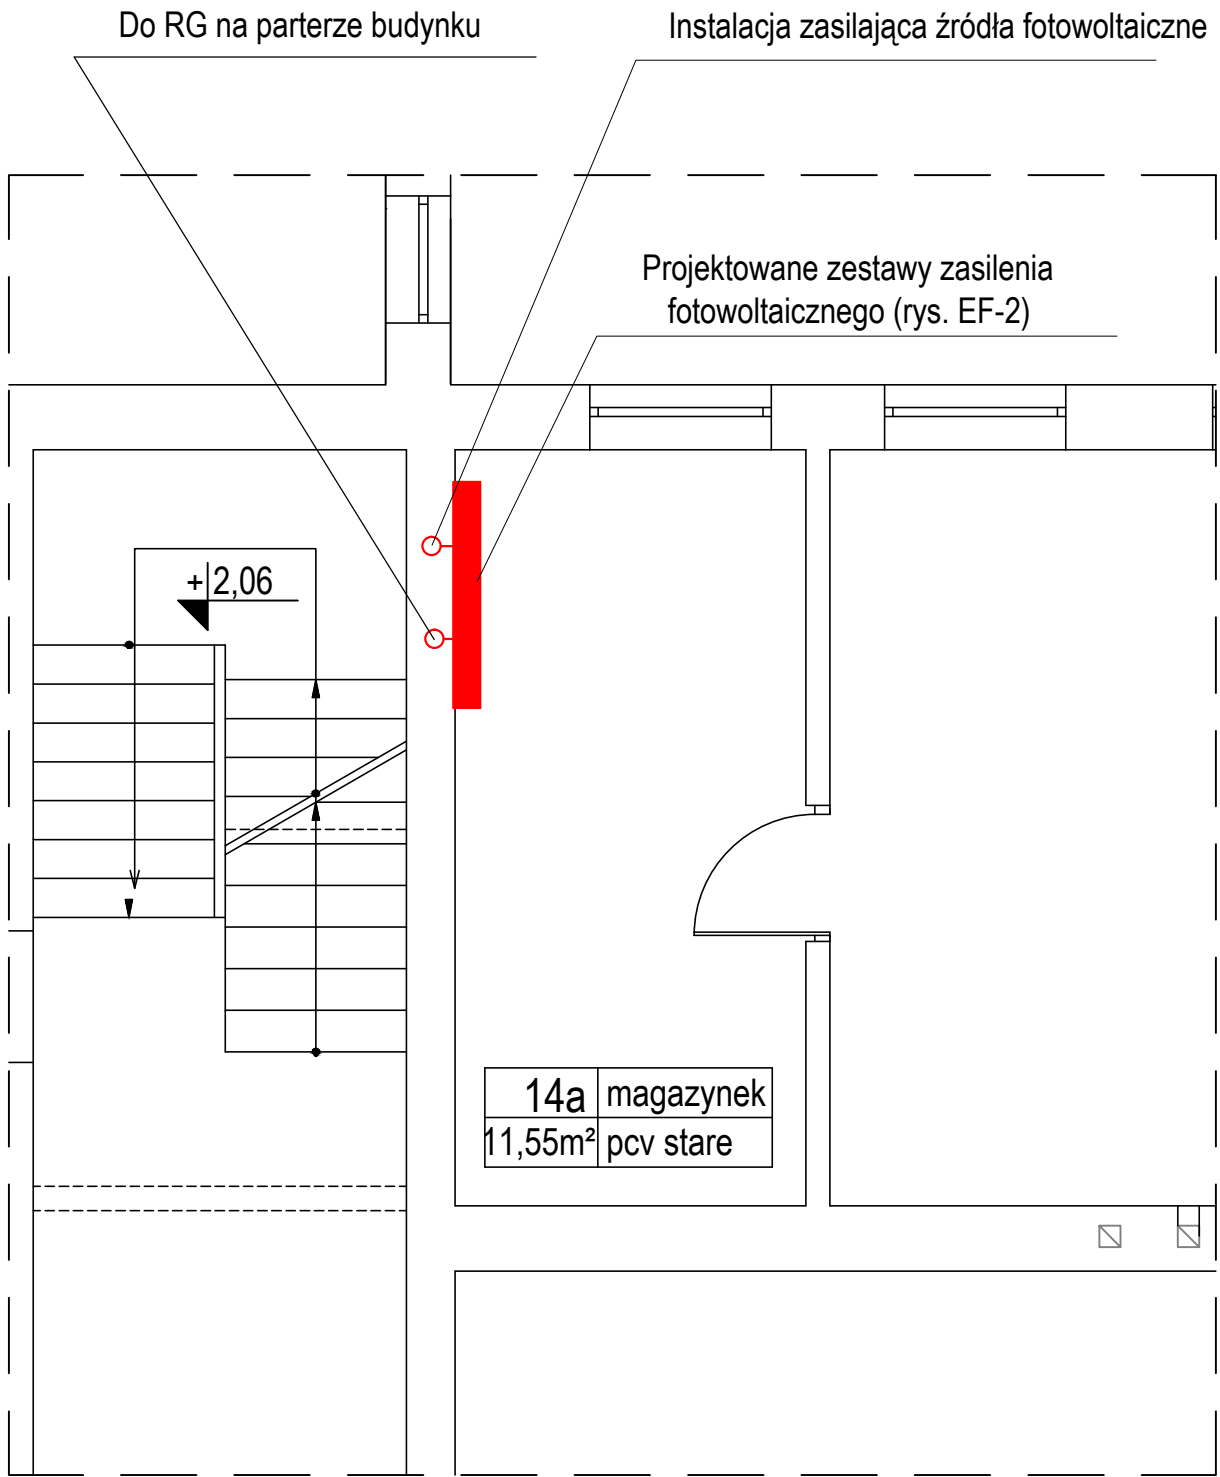 Do RG na parterze budynku
Instalacja zasilająca źródła fotowoltaiczne
Projektowane zestawy zasilenia
fotowoltaicznego (rys. EF-2)
+2,06
14a magazynek
11,55m² pcv stare